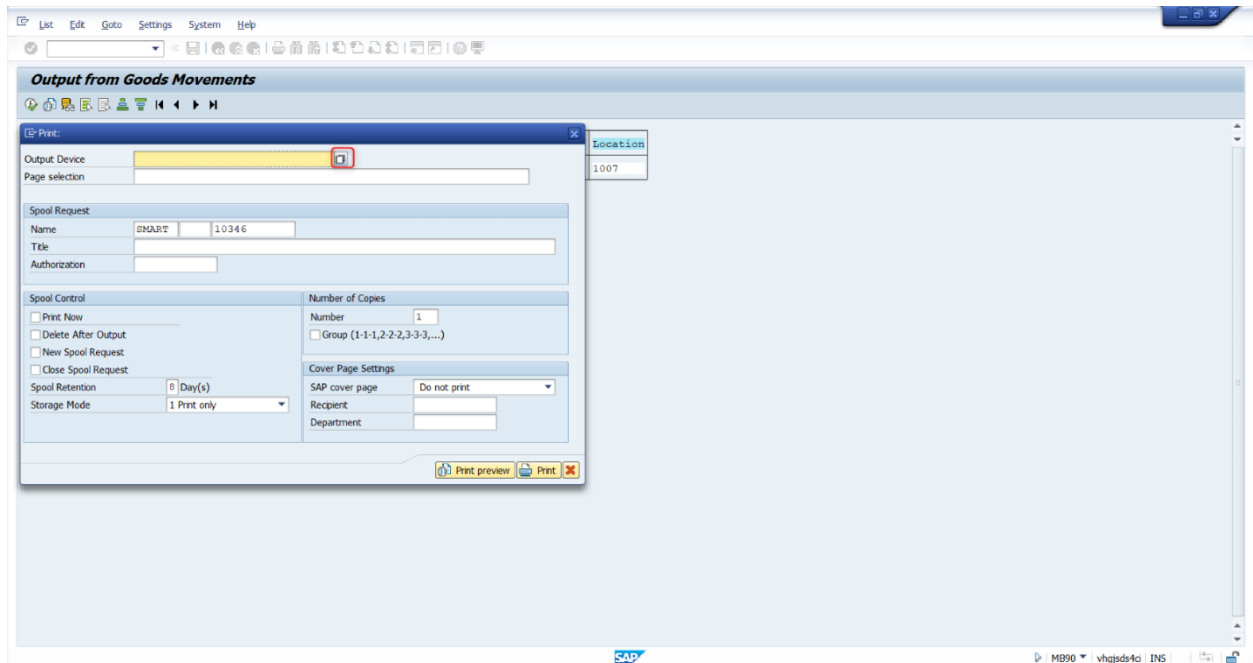 List Edit Goto Settings System Help
Output from Goods Movements
Print:
Location
1007
Output Device
Page selection
Spool Request
Name SMART 10346
Title
Authorization
Spool Control Number of Copies
Print Now Number 1
Delete After Output Group (1-1-1,2-2-2,3-3-3,...)
New Spool Request
Close Spool Request Cover Page Settings
Spool Retention 8 Day(s) SAP cover page Do not print
Storage Mode 1 Print only Recipient
Department
Print preview Print
SAP MB90 vhgjsds4ci INS